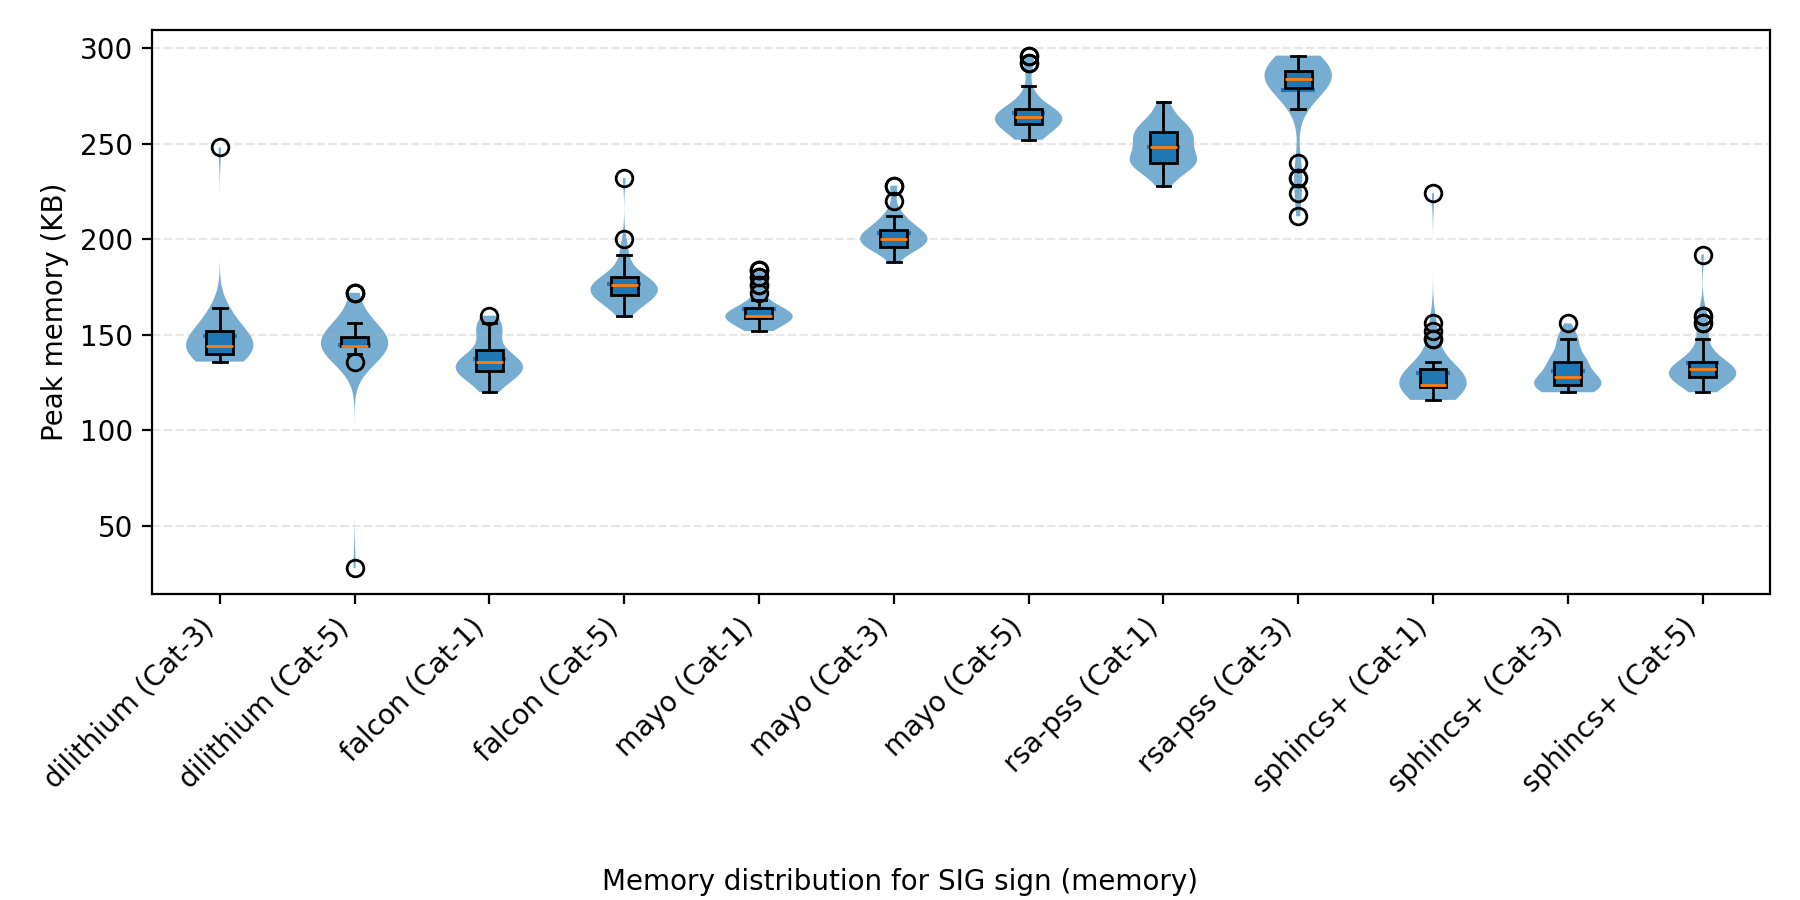 Peak memory (KB)
300
250
200
150
100
50
dilithium (Cat-3)
dilithium (Cat-5)
falcon (Cat-1)
falcon (Cat-5)
mayo (Cat-1)
mayo (Cat-3)
mayo (Cat-5)
rsa-pss (Cat-1)
rsa-pss (Cat-3)
sphincs+ (Cat-1)
sphincs+ (Cat-3)
sphincs+ (Cat-5)
Memory distribution for SIG sign (memory)